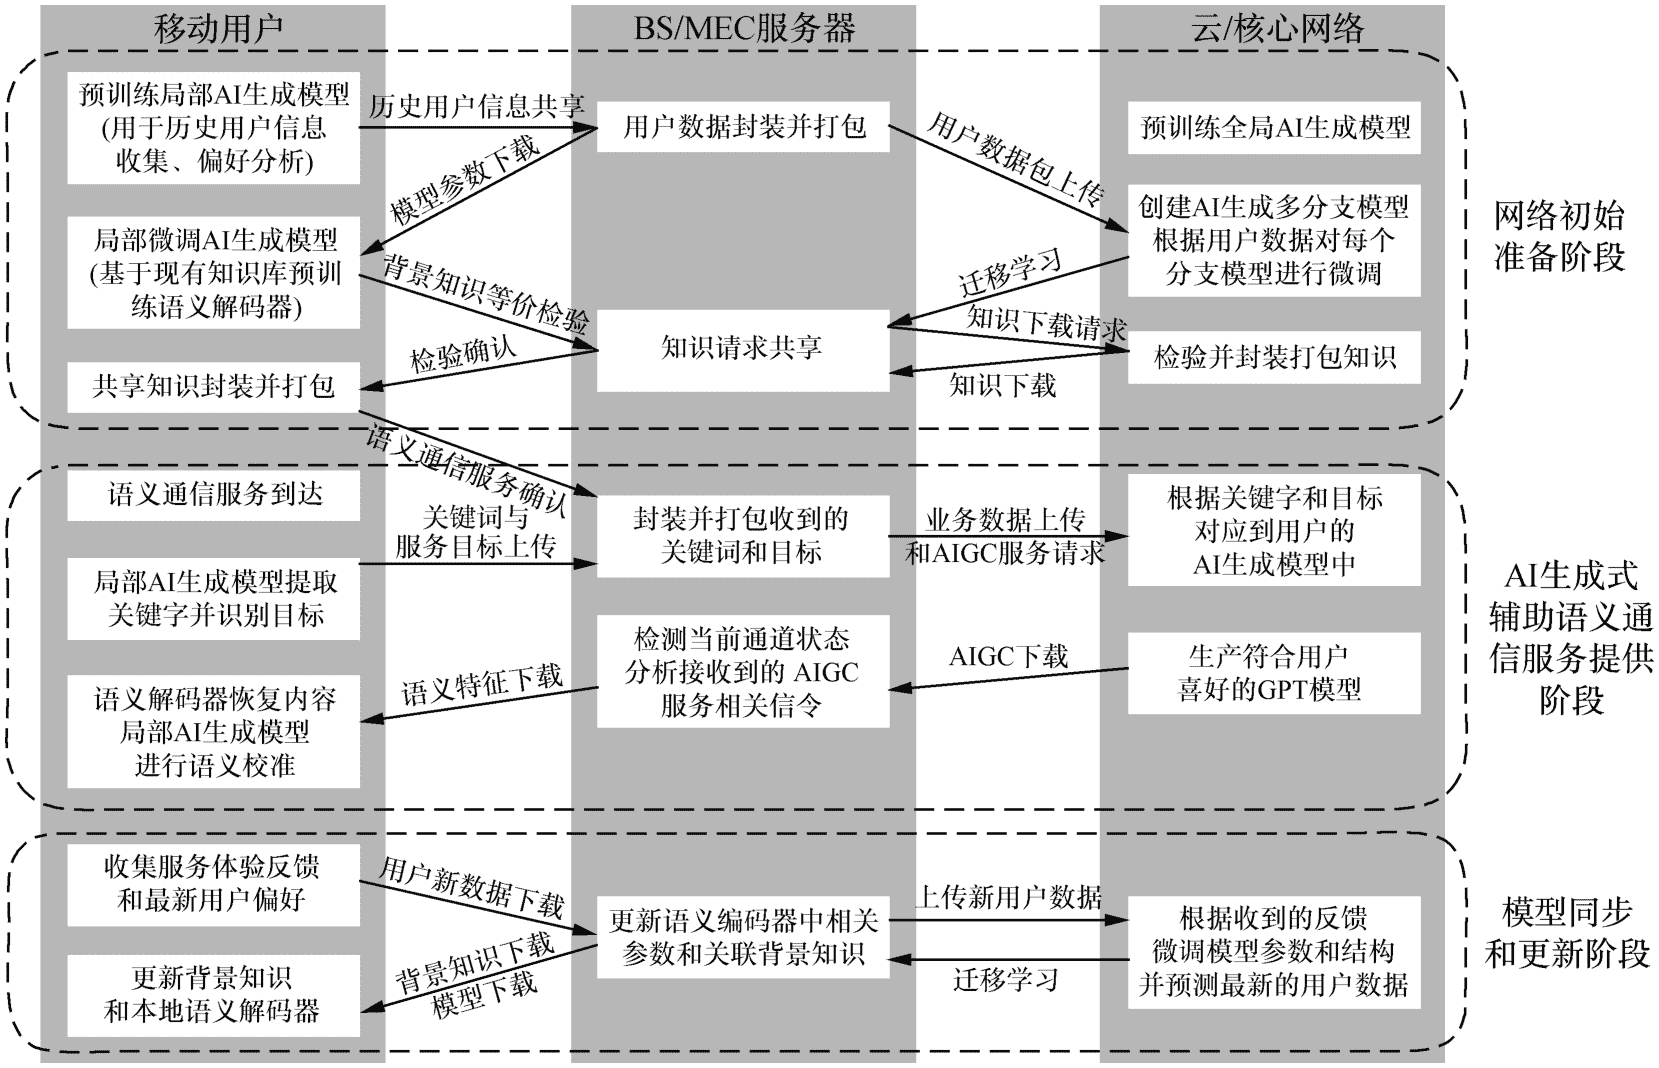 移动用户
BS/MEC服务器
云/核心网络
预训练局部AI生成模型
(用于历史用户信息
收集、偏好分析)
历史用户信息共享
用户数据封装并打包
用户数据包上传
预训练全局AI生成模型
模型参数下载
创建AI生成多分支模型
根据用户数据对每个
分支模型进行微调
局部微调AI生成模型
(基于现有知识库预训
练语义解码器)
背景知识等价检验
迁移学习
知识请求共享
知识下载请求
检验并封装打包知识
检验确认
知识下载
共享知识封装并打包
网络初始
准备阶段
语义通信服务确认
语义通信服务到达
关键词与
服务目标上传
封装并打包收到的
关键词和目标
业务数据上传
和AIGC服务请求
根据关键字和目标
对应到用户的
AI生成模型中
局部AI生成模型提取
关键字并识别目标
检测当前通道状态
分析接收到的 AIGC
服务相关信令
AIGC下载
生产符合用户
喜好的GPT模型
语义特征下载
语义解码器恢复内容
局部AI生成模型
进行语义校准
AI生成式
辅助语义通
信服务提供
阶段
收集服务体验反馈
和最新用户偏好
用户新数据下载
更新语义编码器中相关
参数和关联背景知识
上传新用户数据
迁移学习
根据收到的反馈
微调模型参数和结构
并预测最新的用户数据
背景知识下载
模型下载
更新背景知识
和本地语义解码器
模型同步
和更新阶段